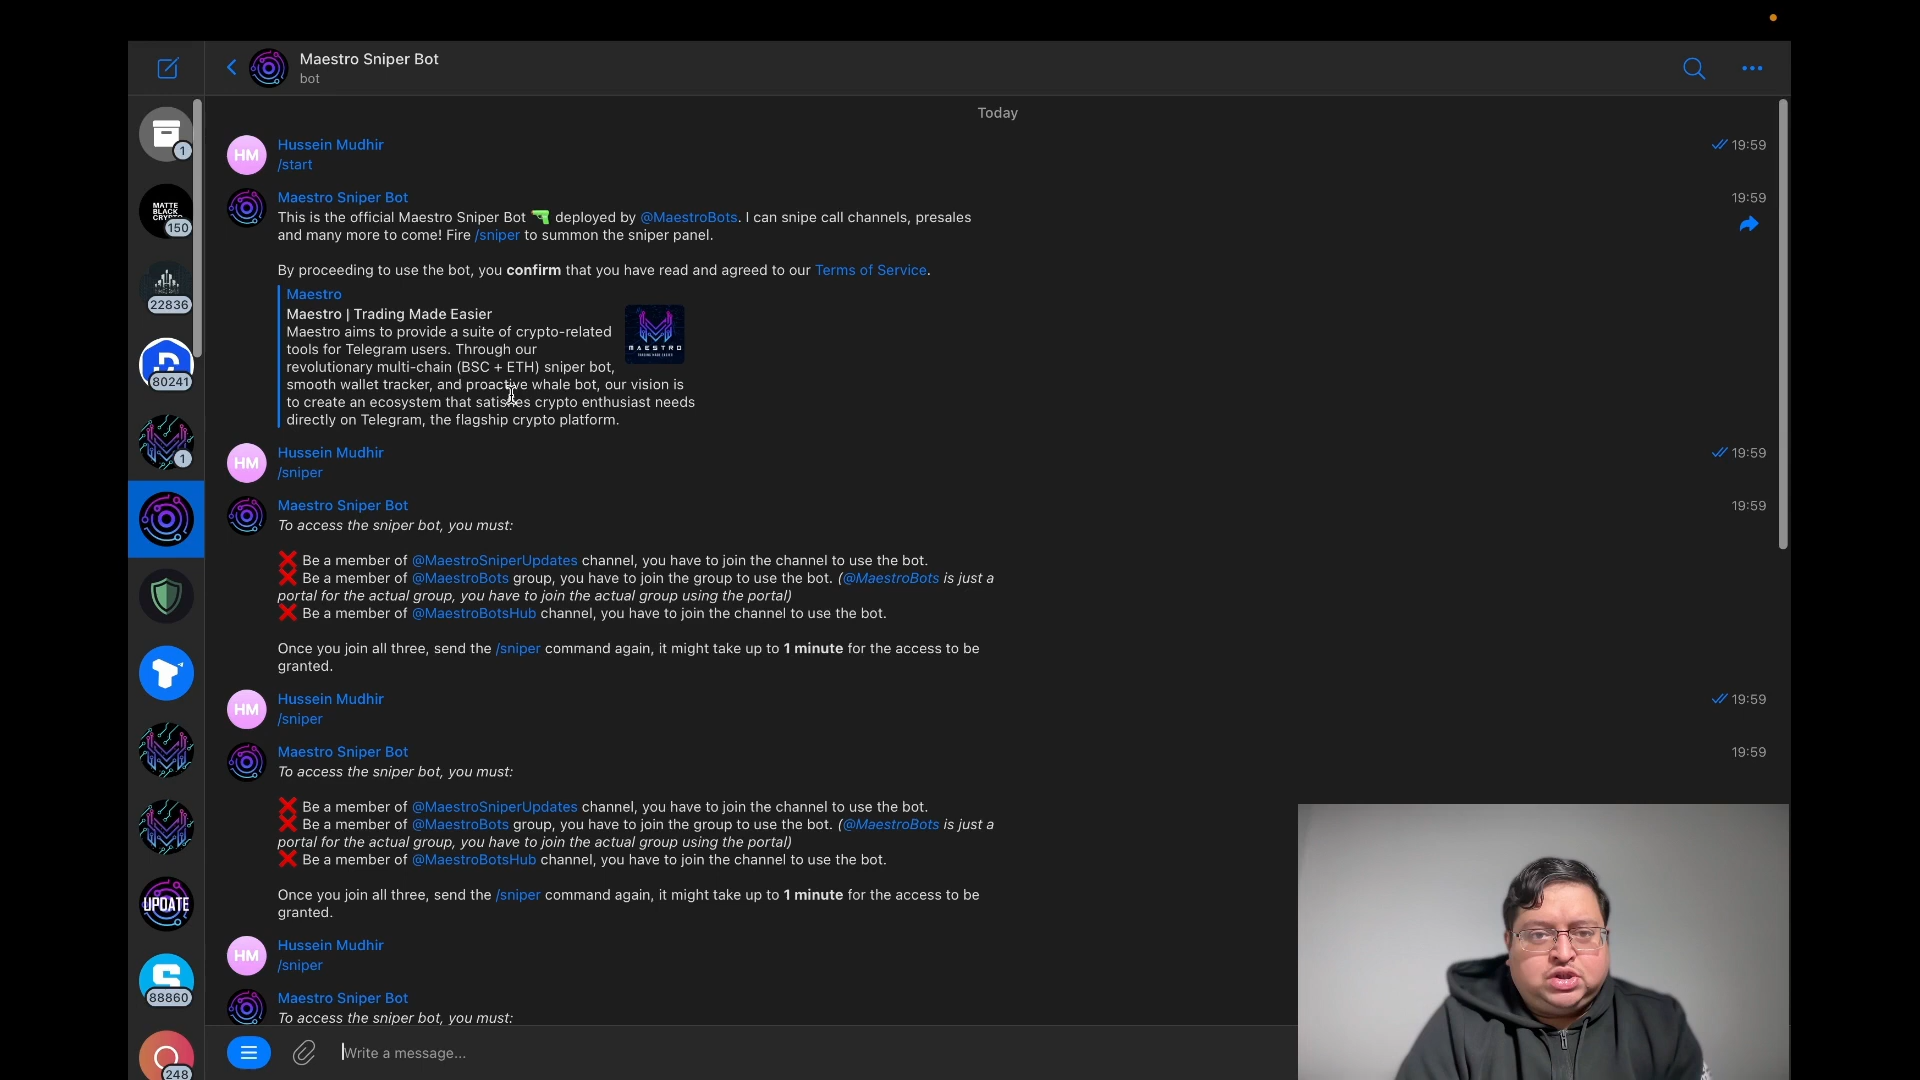 Maestro Sniper Bot
bot
Today
Hussein Mudhir
19:59
/start
Maestro Sniper Bot
19:59
This is the official Maestro Sniper Bot 🔫 deployed by @MaestroBots. I can snipe call channels, presales
and many more to come! Fire /sniper to summon the sniper panel.
By proceeding to use the bot, you confirm that you have read and agreed to our Terms of Service.
Maestro
Maestro | Trading Made Easier
Maestro aims to provide a suite of crypto-related
tools for Telegram users. Through our
revolutionary multi-chain (BSC + ETH) sniper bot,
smooth wallet tracker, and proactive whale bot, our vision is
to create an ecosystem that satisfies crypto enthusiast needs
directly on Telegram, the flagship crypto platform.
MAESTRO
HM
Hussein Mudhir
19:59
/sniper
Maestro Sniper Bot
19:59
To access the sniper bot, you must:
❌ Be a member of @MaestroSniperUpdates channel, you have to join the channel to use the bot.
❌ Be a member of @MaestroBots group, you have to join the group to use the bot. (@MaestroBots is just a
portal for the actual group, you have to join the actual group using the portal)
❌ Be a member of @MaestroBotsHub channel, you have to join the channel to use the bot.
Once you join all three, send the /sniper command again, it might take up to 1 minute for the access to be
granted.
HM
Hussein Mudhir
19:59
/sniper
Maestro Sniper Bot
19:59
To access the sniper bot, you must:
❌ Be a member of @MaestroSniperUpdates channel, you have to join the channel to use the bot.
❌ Be a member of @MaestroBots group, you have to join the group to use the bot. (@MaestroBots is just a
portal for the actual group, you have to join the actual group using the portal)
❌ Be a member of @MaestroBotsHub channel, you have to join the channel to use the bot.
Once you join all three, send the /sniper command again, it might take up to 1 minute for the access to be
granted.
HM
Hussein Mudhir
/sniper
Maestro Sniper Bot
To access the sniper bot, you must:
Write a message...
HM
1
MATTE
BLACK
CRYPTO
150
22836
80241
1
UPDATE
S
88860
248